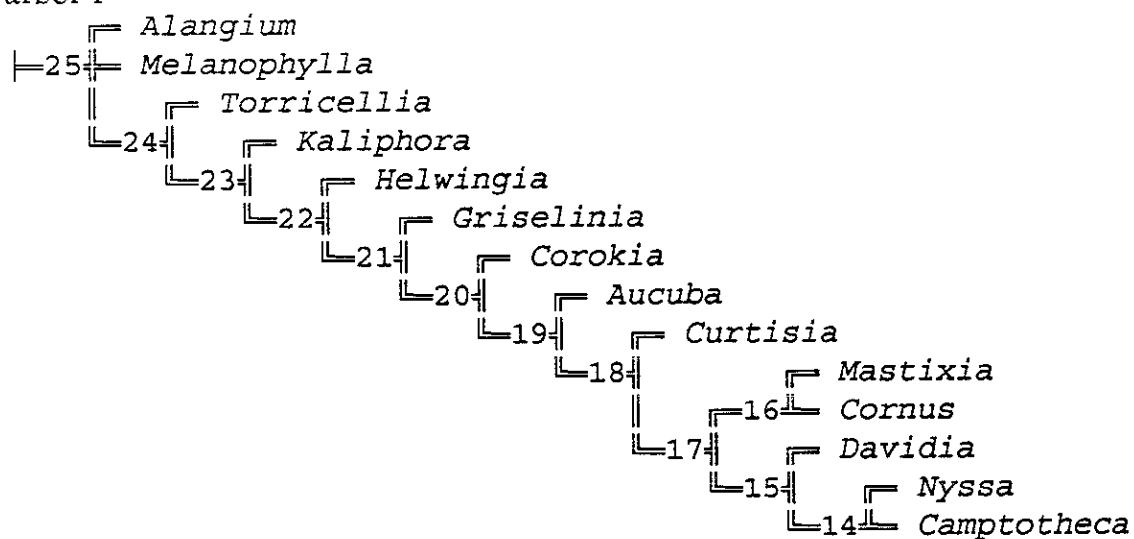 Alangium
25 Melanophylla
Torricellia
24 Kaliphora
23 Helwingia
22 Griselinia
21 Corokia
20 Aucuba
19 Curtisia
18 Mastixia
16 Cornus
17 Davidia
15 Nyssa
14 Camptotheca